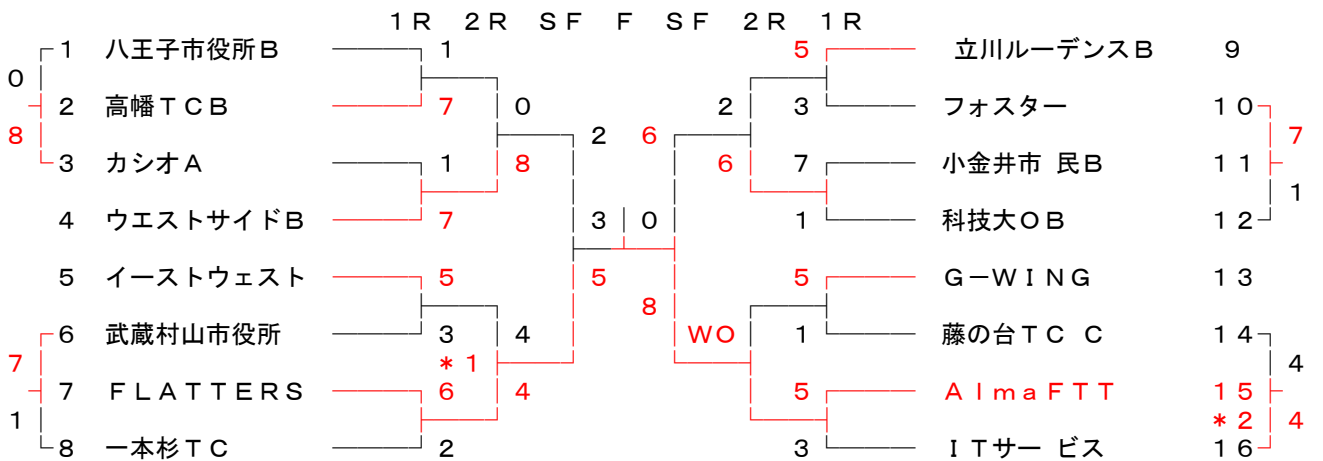 １Ｒ ２Ｒ ＳＦ Ｆ ＳＦ ２Ｒ １Ｒ
1 八王子市役所Ｂ 1 5 立川ルーデンスＢ 9
0
2 高幡ＴＣＢ 7 0 2 3 フォスター 10
8 2 6 7
3 カシオＡ 1 8 6 7 小金井市 民Ｂ 11
1
4 ウエストサイドＢ 7 3 0 1 科技大ＯＢ 12
5 イーストウェスト 5 5 5 Ｇ－ＷＩＮＧ 13
8
6 武蔵村山市役所 3 4 WO 1 藤の台ＴＣ Ｃ 14
7 *1 4
7 ＦＬＡＴＴＥＲＳ 6 4 5 ＡｌｍａＦＴＴ 15
1 *2 4
8 一本杉ＴＣ 2 3 ＩＴサー ビス 16